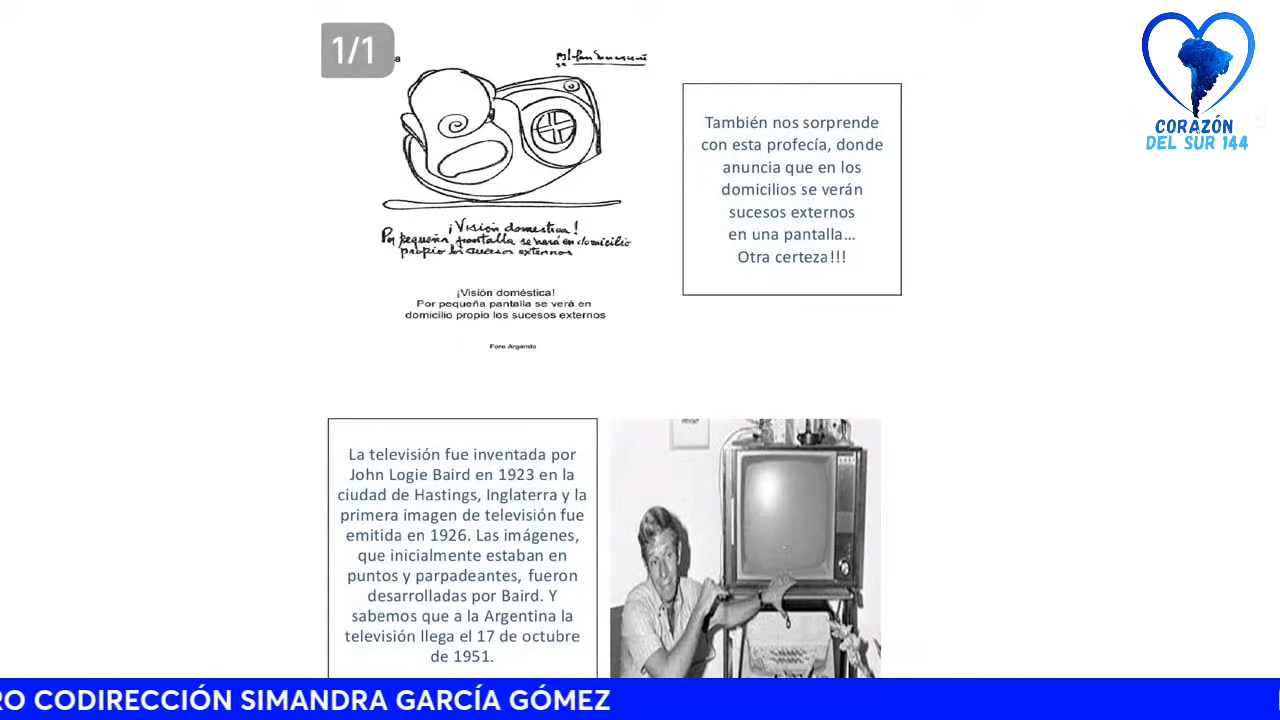 1/1
8
CORAZÓN
DEL SUR 144
También nos sorprende
con esta profecía, donde
anuncia que en los
domicilios se verán
sucesos externos
en una pantalla...
Otra certeza!!!
¡Visión domestica!
Por pequeña pantalla se verá en domicilio
propio los sucesos externos
¡Visión doméstica!
Por pequeña pantalla se verá en
domicilio propio los sucesos externos
La televisión fue inventada por
John Logie Baird en 1923 en la
ciudad de Hastings, Inglaterra y la
primera imagen de televisión fue
emitida en 1926. Las imágenes,
que inicialmente estaban en
puntos y parpadeantes, fueron
desarrolladas por Baird. Y
sabemos que a la Argentina la
televisión llega el 17 de octubre
de 1951.
RO CODIRECCIÓN SIMANDRA GARCÍA GÓMEZ